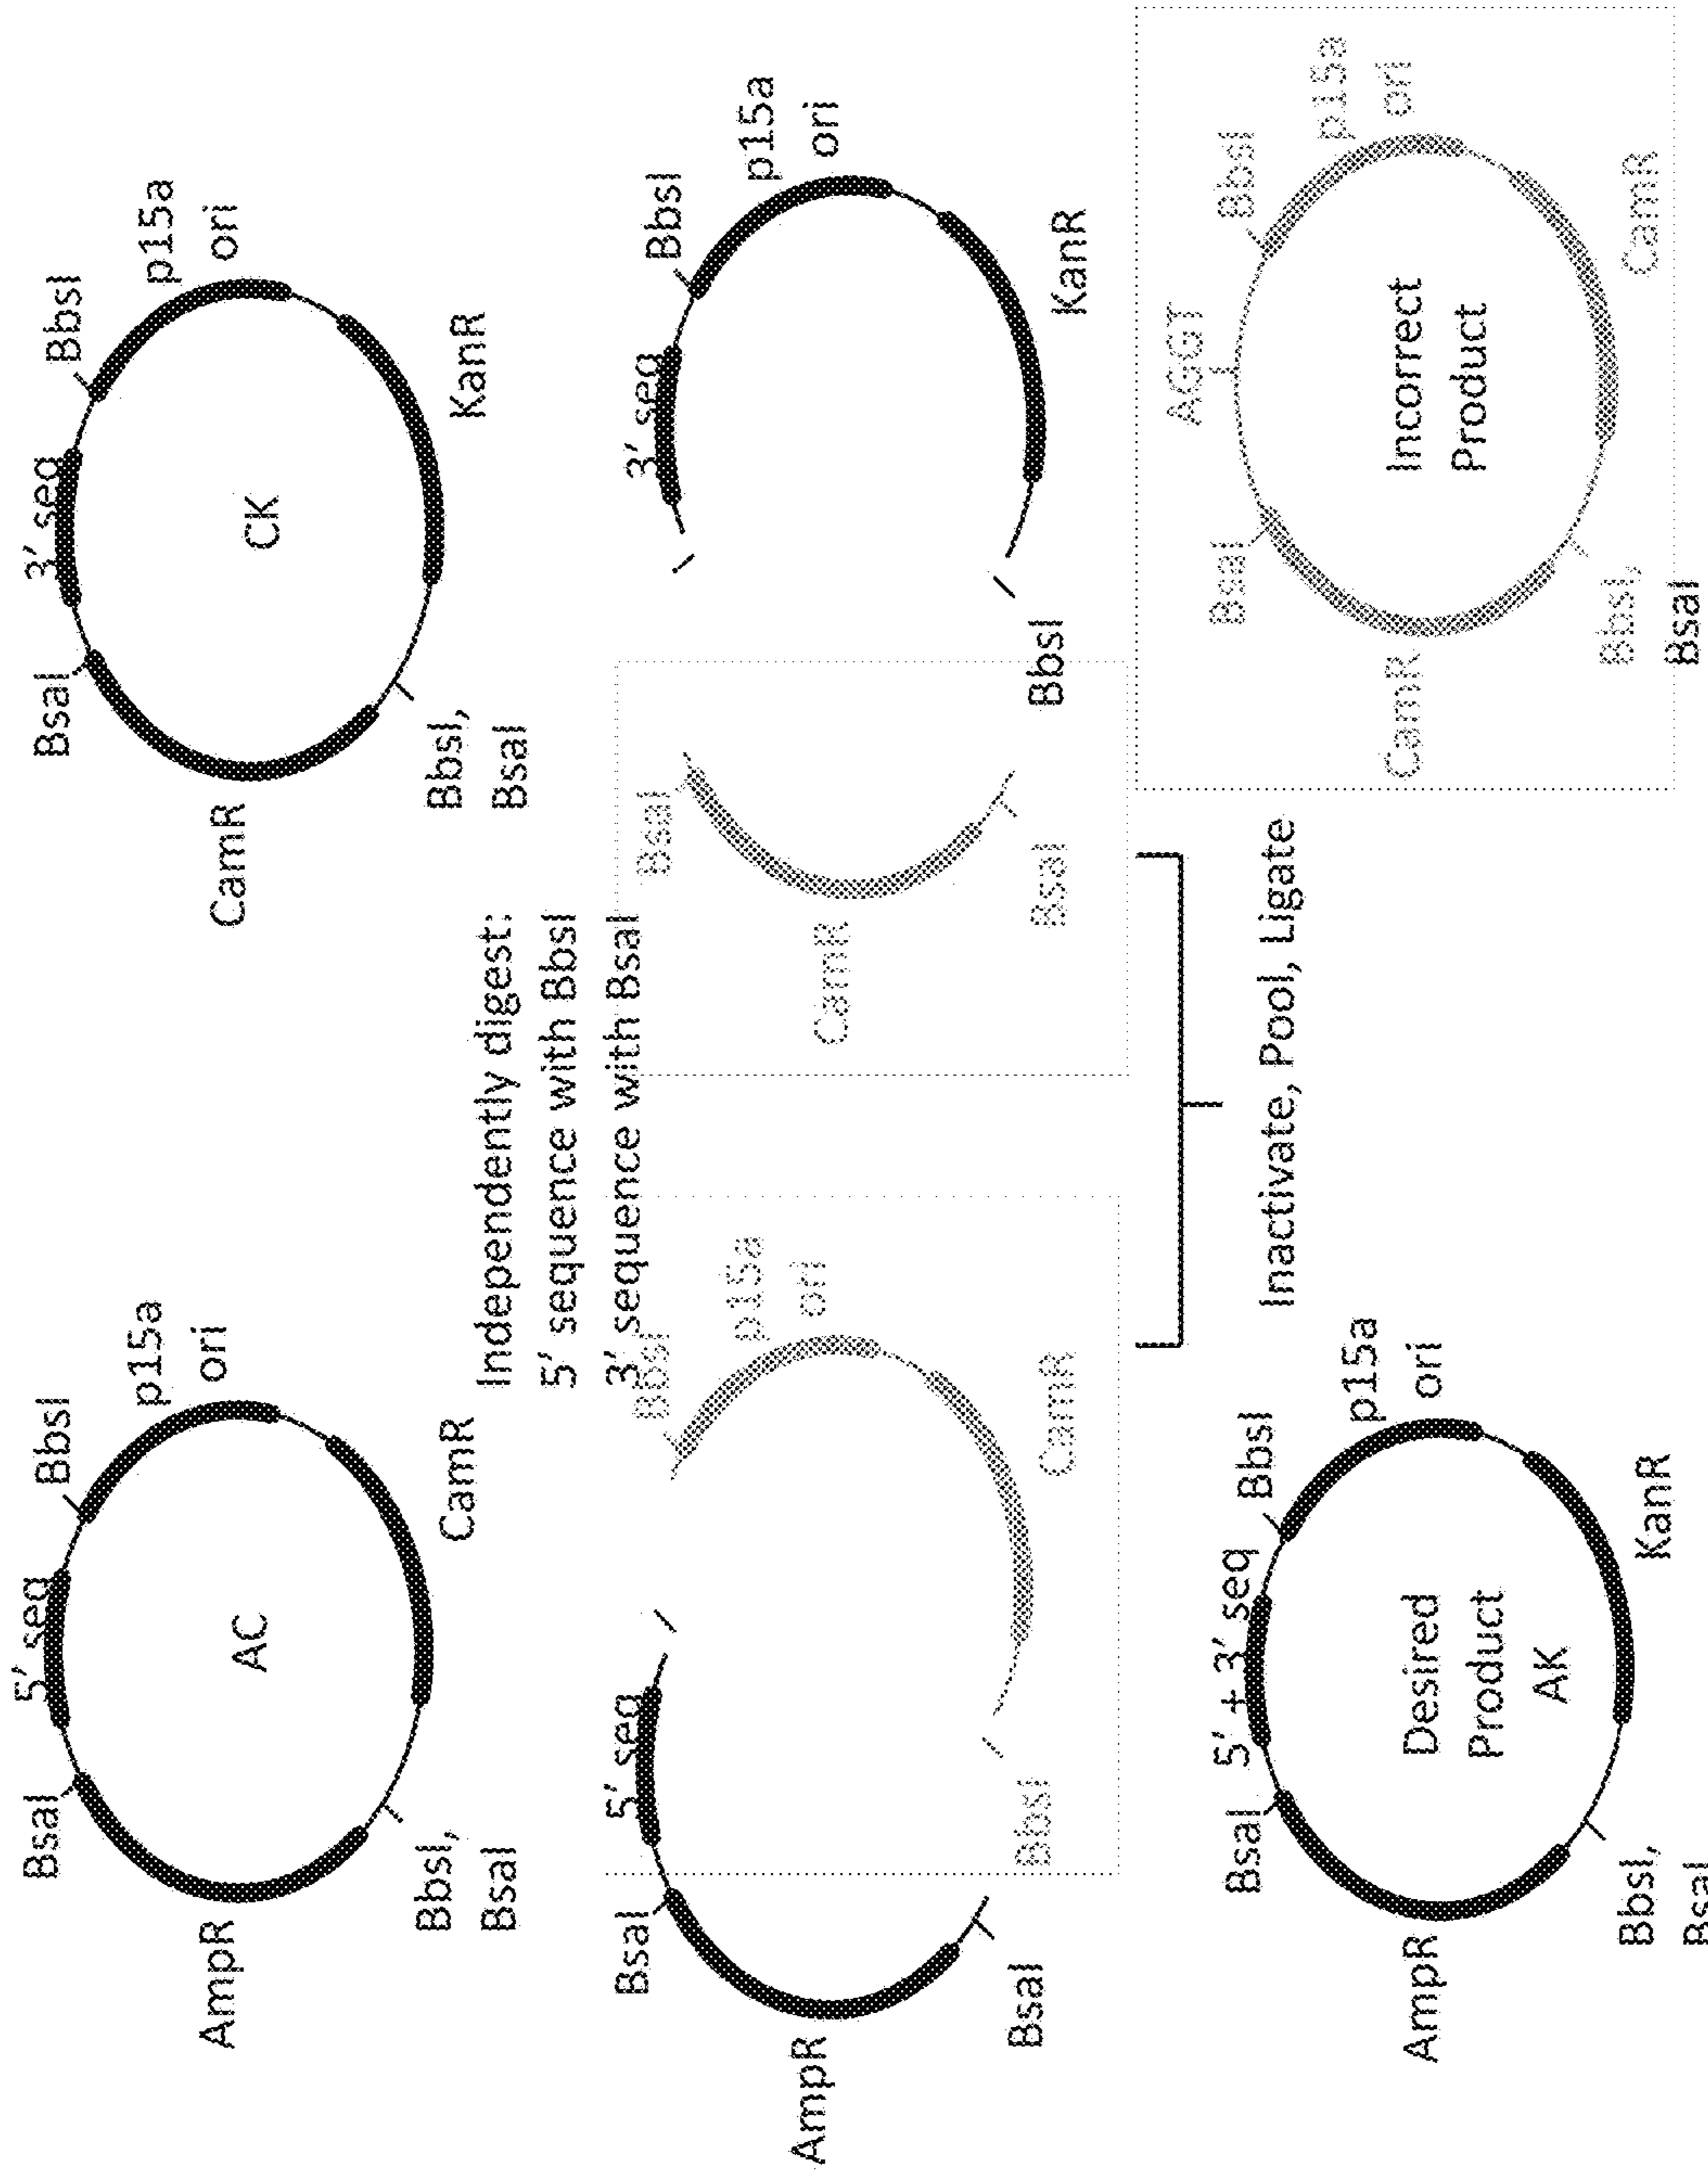 BsaI
5' seq
BbsI
p15a
ori
AmpR
AC
BbsI,
BsaI
CamR
BsaI
3' seq
BbsI
p15a
ori
CamR
CK
BbsI,
BsaI
KanR
Independently digest:
5' sequence with BbsI
3' sequence with BsaI
BsaI
5' seq
AmpR
BsaI
BbsI
p15a
ori
BbsI
CamR
BsaI
CamR
BsaI
3' seq
BbsI
p15a
ori
BbsI
KanR
Inactivate, Pool, Ligate
BsaI
5' + 3' seq
BbsI
p15a
ori
AmpR
Desired
Product
AK
BbsI,
BsaI
KanR
BsaI
AGGT
BbsI
p15a
ori
CamR
Incorrect
Product
BbsI,
BsaI
CamR